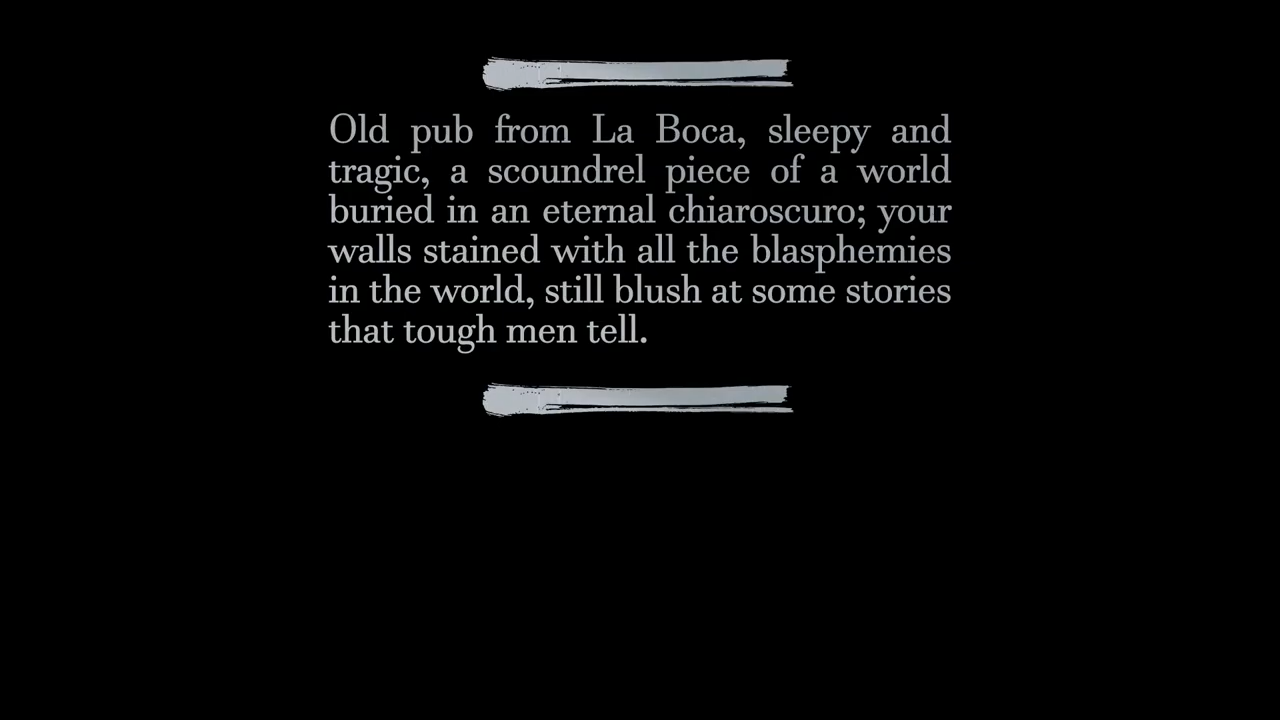 Old pub from La Boca, sleepy and
tragic, a scoundrel piece of a world
buried in an eternal chiaroscuro; your
walls stained with all the blasphemies
in the world, still blush at some stories
that tough men tell.